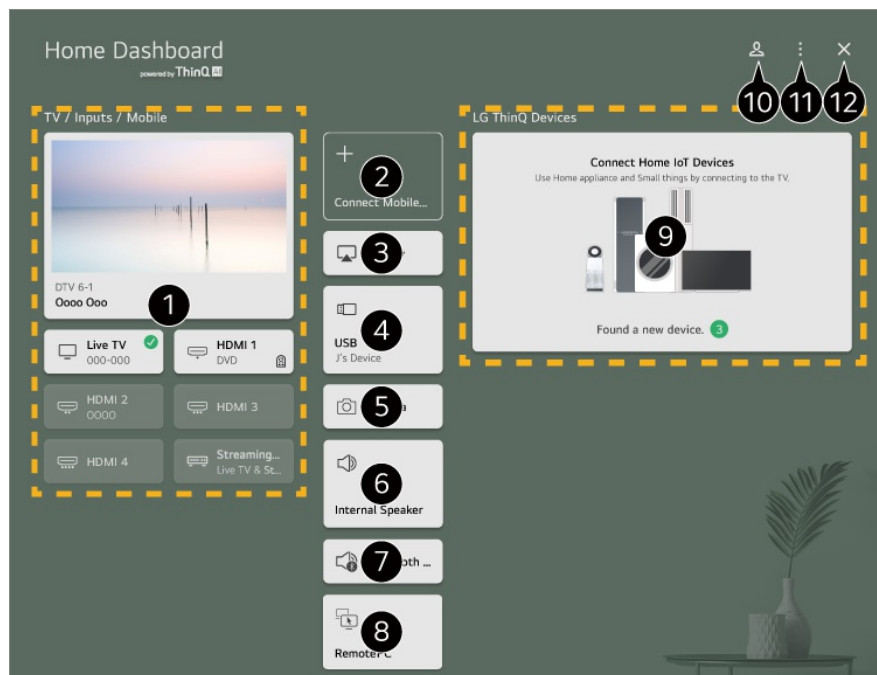 Home Dashboard
powered by ThinQ AI
10
11
12
TV / Inputs / Mobile
DTV 6-1
Oooo Ooo
1
Live TV
000-000
HDMI 1
DVD
HDMI 2
OOOO
HDMI 3
HDMI 4
Streaming...
Live TV & St...
2
Connect Mobile...
3
4
USB
J's Device
5
6
Internal Speaker
7
8
LG ThinQ Devices
Connect Home IoT Devices
Use Home appliance and Small things by connecting to the TV.
9
Found a new device. 3